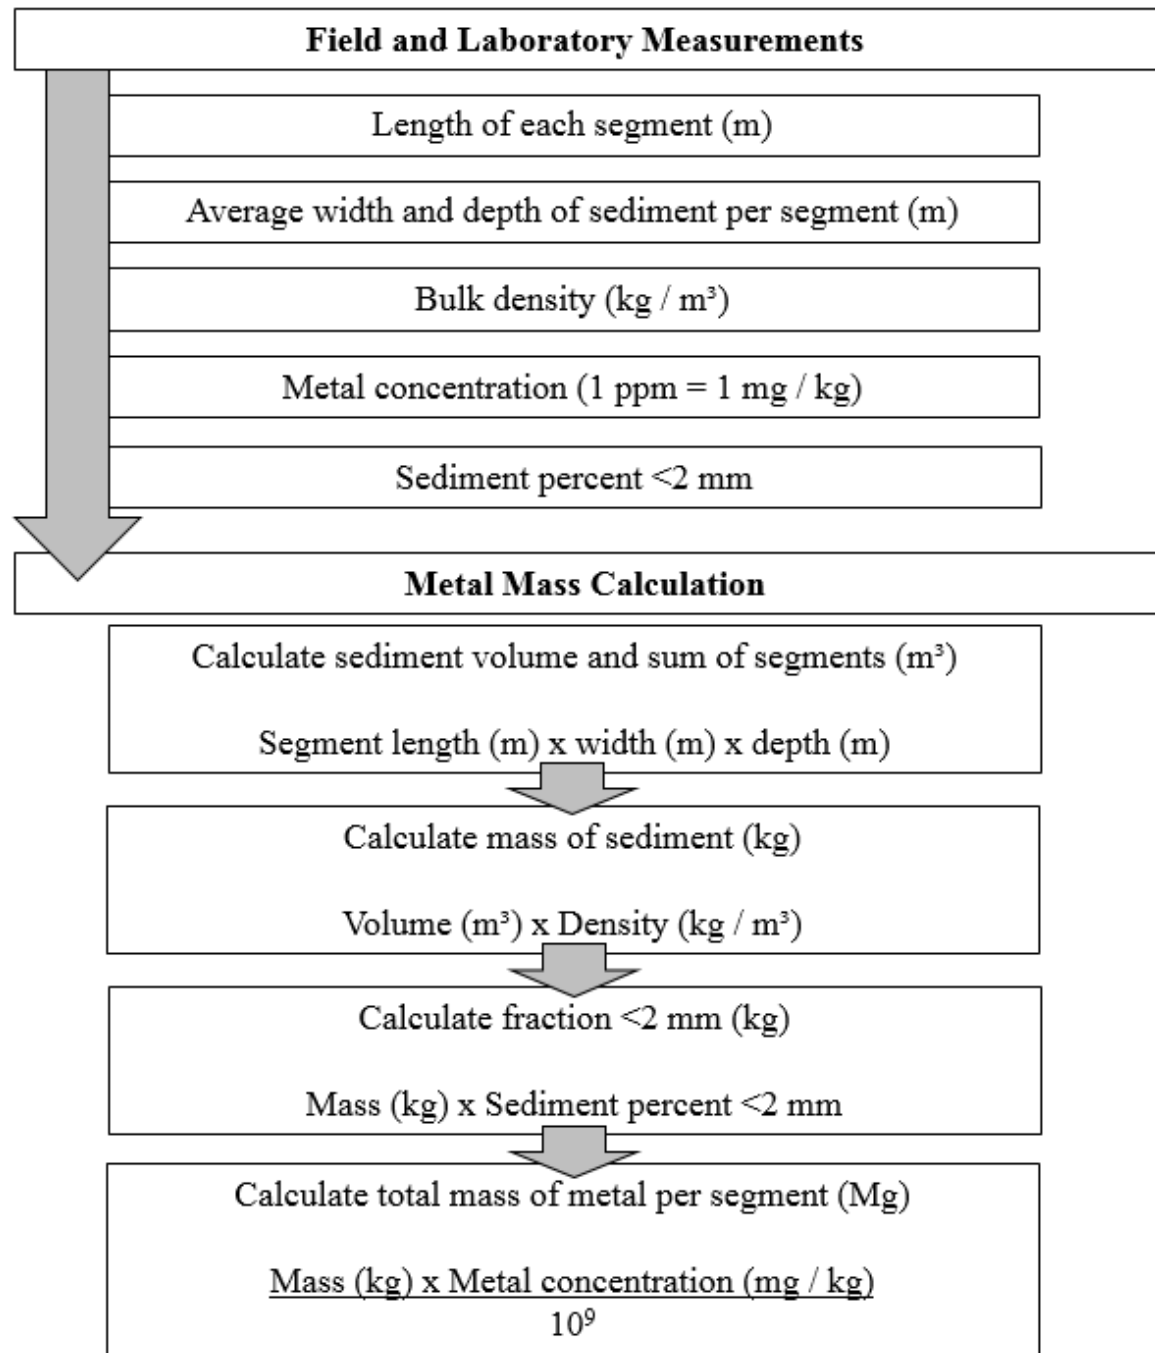 Field and Laboratory Measurements
Length of each segment (m)
Average width and depth of sediment per segment (m)
Bulk density (kg / m³)
Metal concentration (1 ppm = 1 mg / kg)
Sediment percent <2 mm
Metal Mass Calculation
Calculate sediment volume and sum of segments (m³)
Segment length (m) x width (m) x depth (m)
Calculate mass of sediment (kg)
Volume (m³) x Density (kg / m³)
Calculate fraction <2 mm (kg)
Mass (kg) x Sediment percent <2 mm
Calculate total mass of metal per segment (Mg)
Mass (kg) x Metal concentration (mg / kg)
10⁹